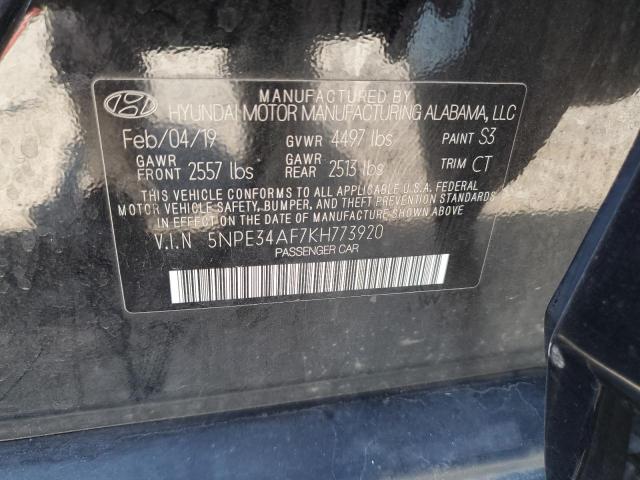 MANUFACTURED BY
HYUNDAI MOTOR MANUFACTURING ALABAMA, LLC
Feb/04/19 GVWR 4497 lbs PAINT S3
GAWR FRONT 2557 lbs GAWR REAR 2513 lbs TRIM CT
THIS VEHICLE CONFORMS TO ALL APPLICABLE U.S.A. FEDERAL
MOTOR VEHICLE SAFETY, BUMPER, AND THEFT PREVENTION STANDARDS
IN EFFECT ON THE DATE OF MANUFACTURE SHOWN ABOVE.
V.I.N 5NPE34AF7KH773920
PASSENGER CAR